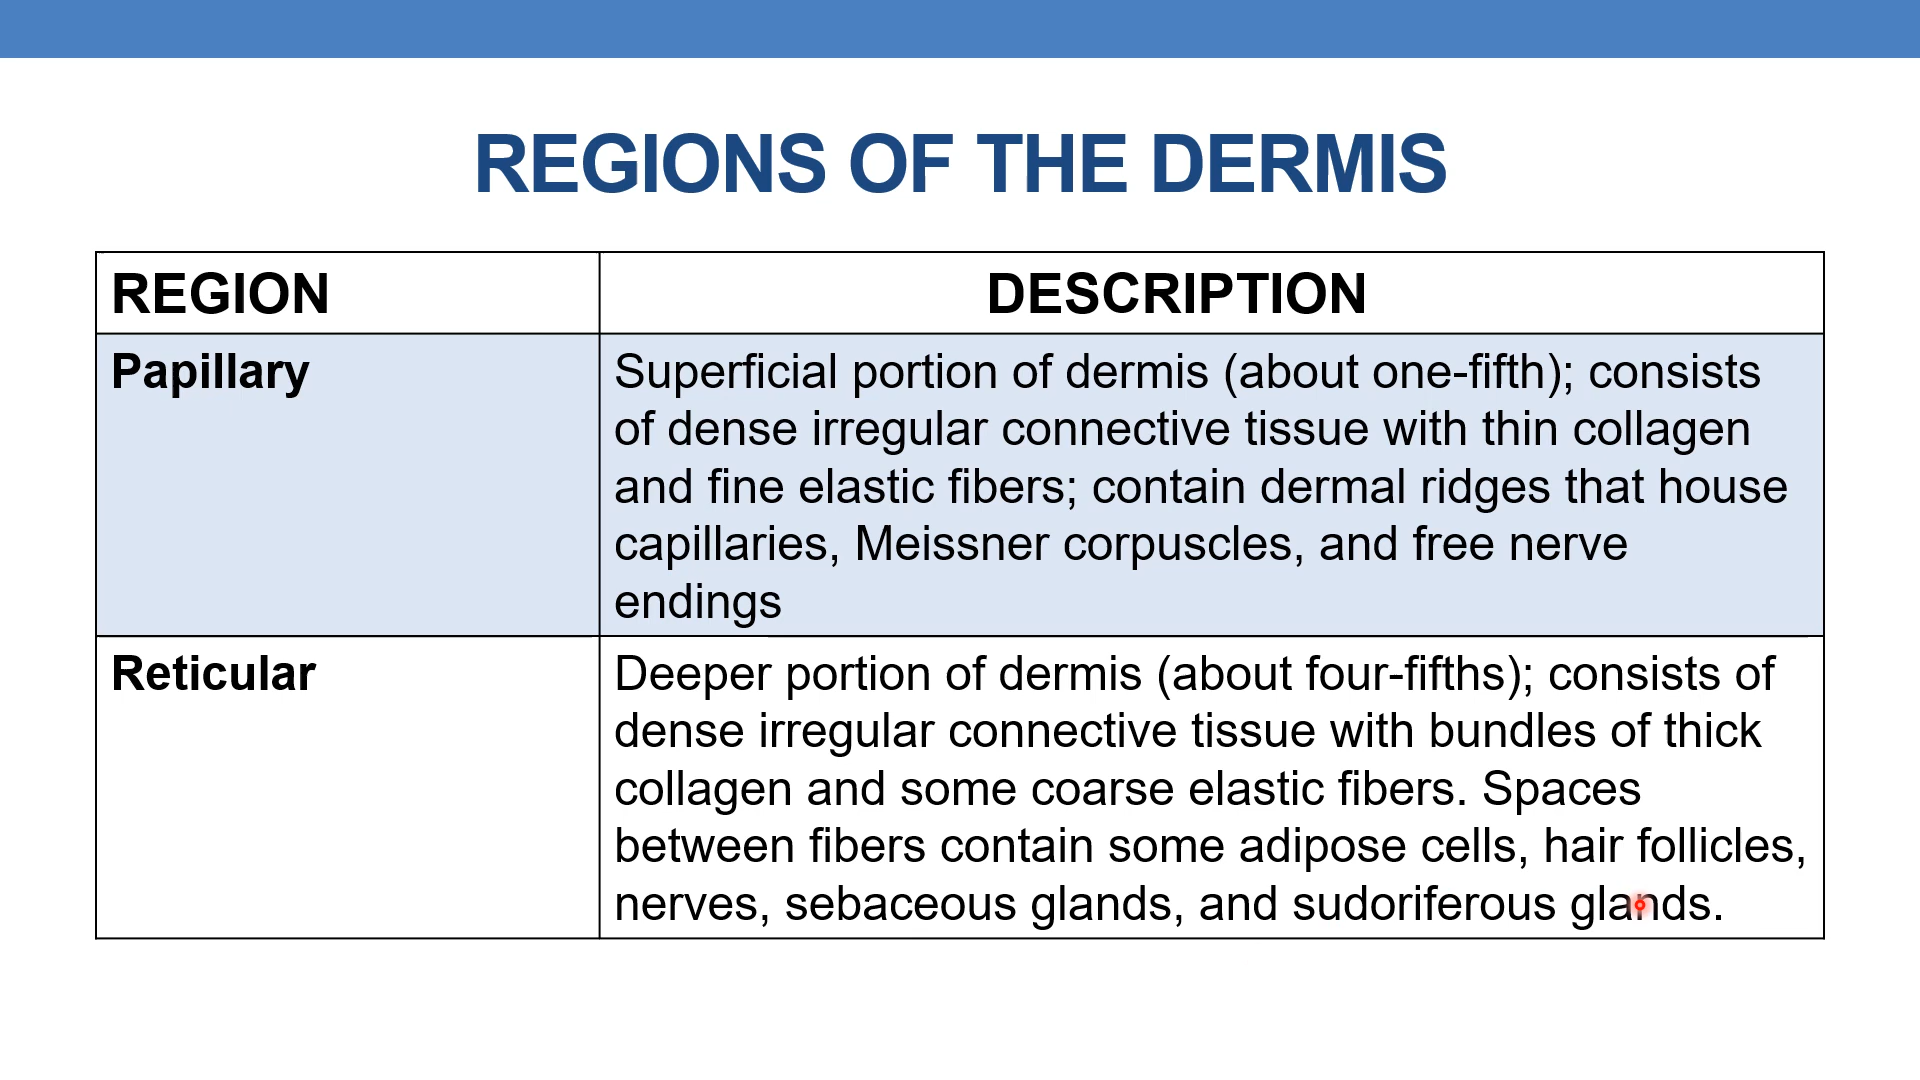 REGIONS OF THE DERMIS
REGION
DESCRIPTION
Papillary
Superficial portion of dermis (about one-fifth); consists
of dense irregular connective tissue with thin collagen
and fine elastic fibers; contain dermal ridges that house
capillaries, Meissner corpuscles, and free nerve
endings
Reticular
Deeper portion of dermis (about four-fifths); consists of
dense irregular connective tissue with bundles of thick
collagen and some coarse elastic fibers. Spaces
between fibers contain some adipose cells, hair follicles,
nerves, sebaceous glands, and sudoriferous glands.